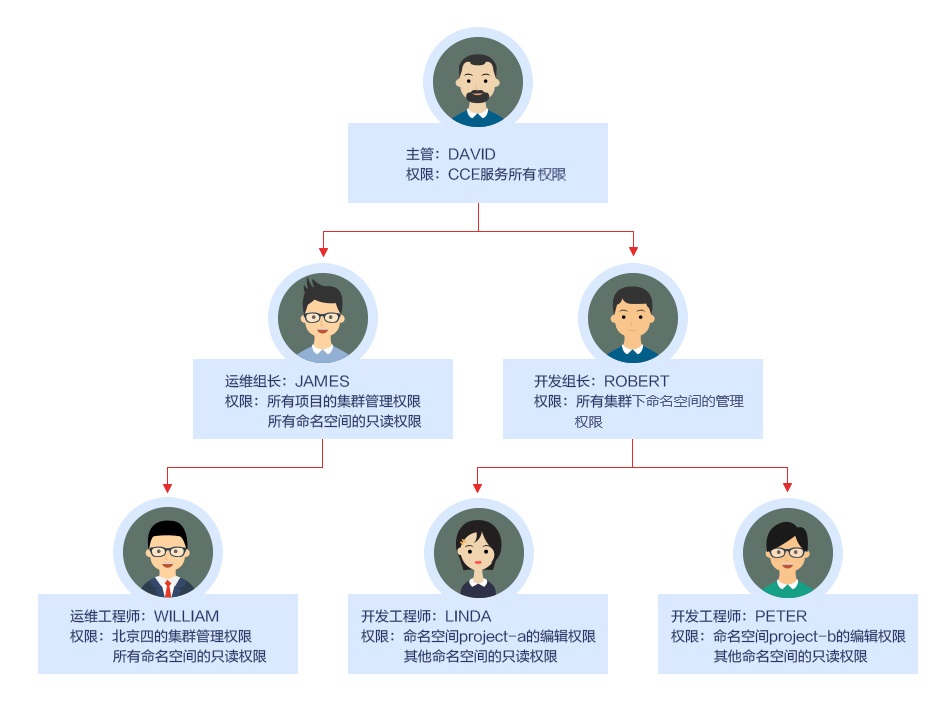 主管：DAVID
权限：CCE服务所有权限
运维组长：JAMES
权限：所有项目的集群管理权限
所有命名空间的只读权限
开发组长：ROBERT
权限：所有集群下命名空间的管理
权限
运维工程师：WILLIAM
权限：北京四的集群管理权限
所有命名空间的只读权限
开发工程师：LINDA
权限：命名空间project-a的编辑权限
其他命名空间的只读权限
开发工程师：PETER
权限：命名空间project-b的编辑权限
其他命名空间的只读权限